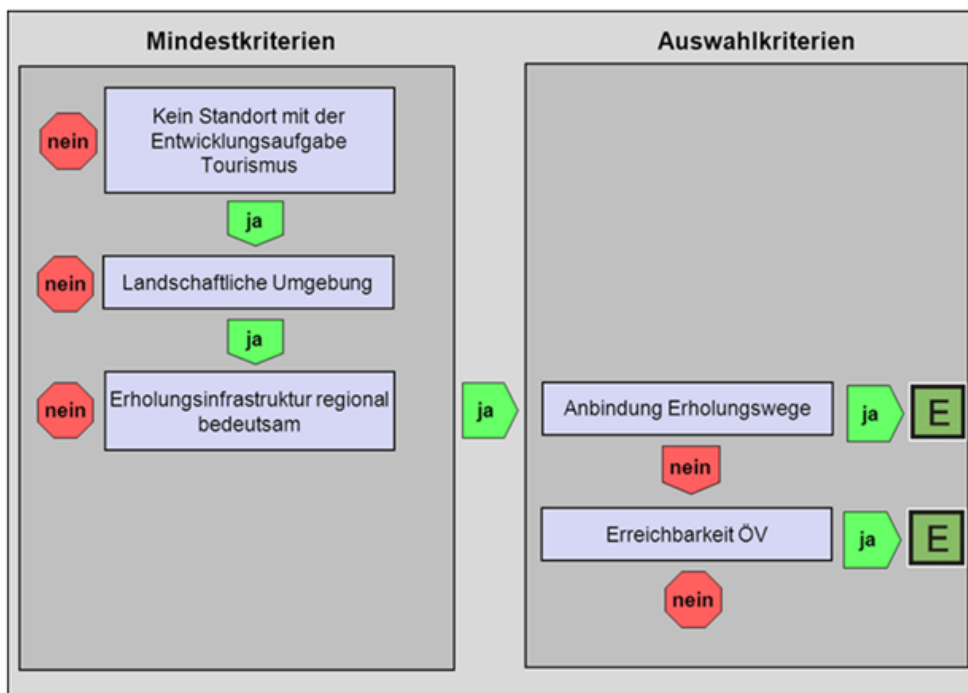 Mindestkriterien
Kein Standort mit der
Entwicklungsaufgabe
Tourismus
nein
ja
Landschaftliche Umgebung
nein
ja
Erholungsinfrastruktur regional
bedeutsam
nein
ja
Auswahlkriterien
Anbindung Erholungswege
ja
E
nein
Erreichbarkeit ÖV
ja
E
nein